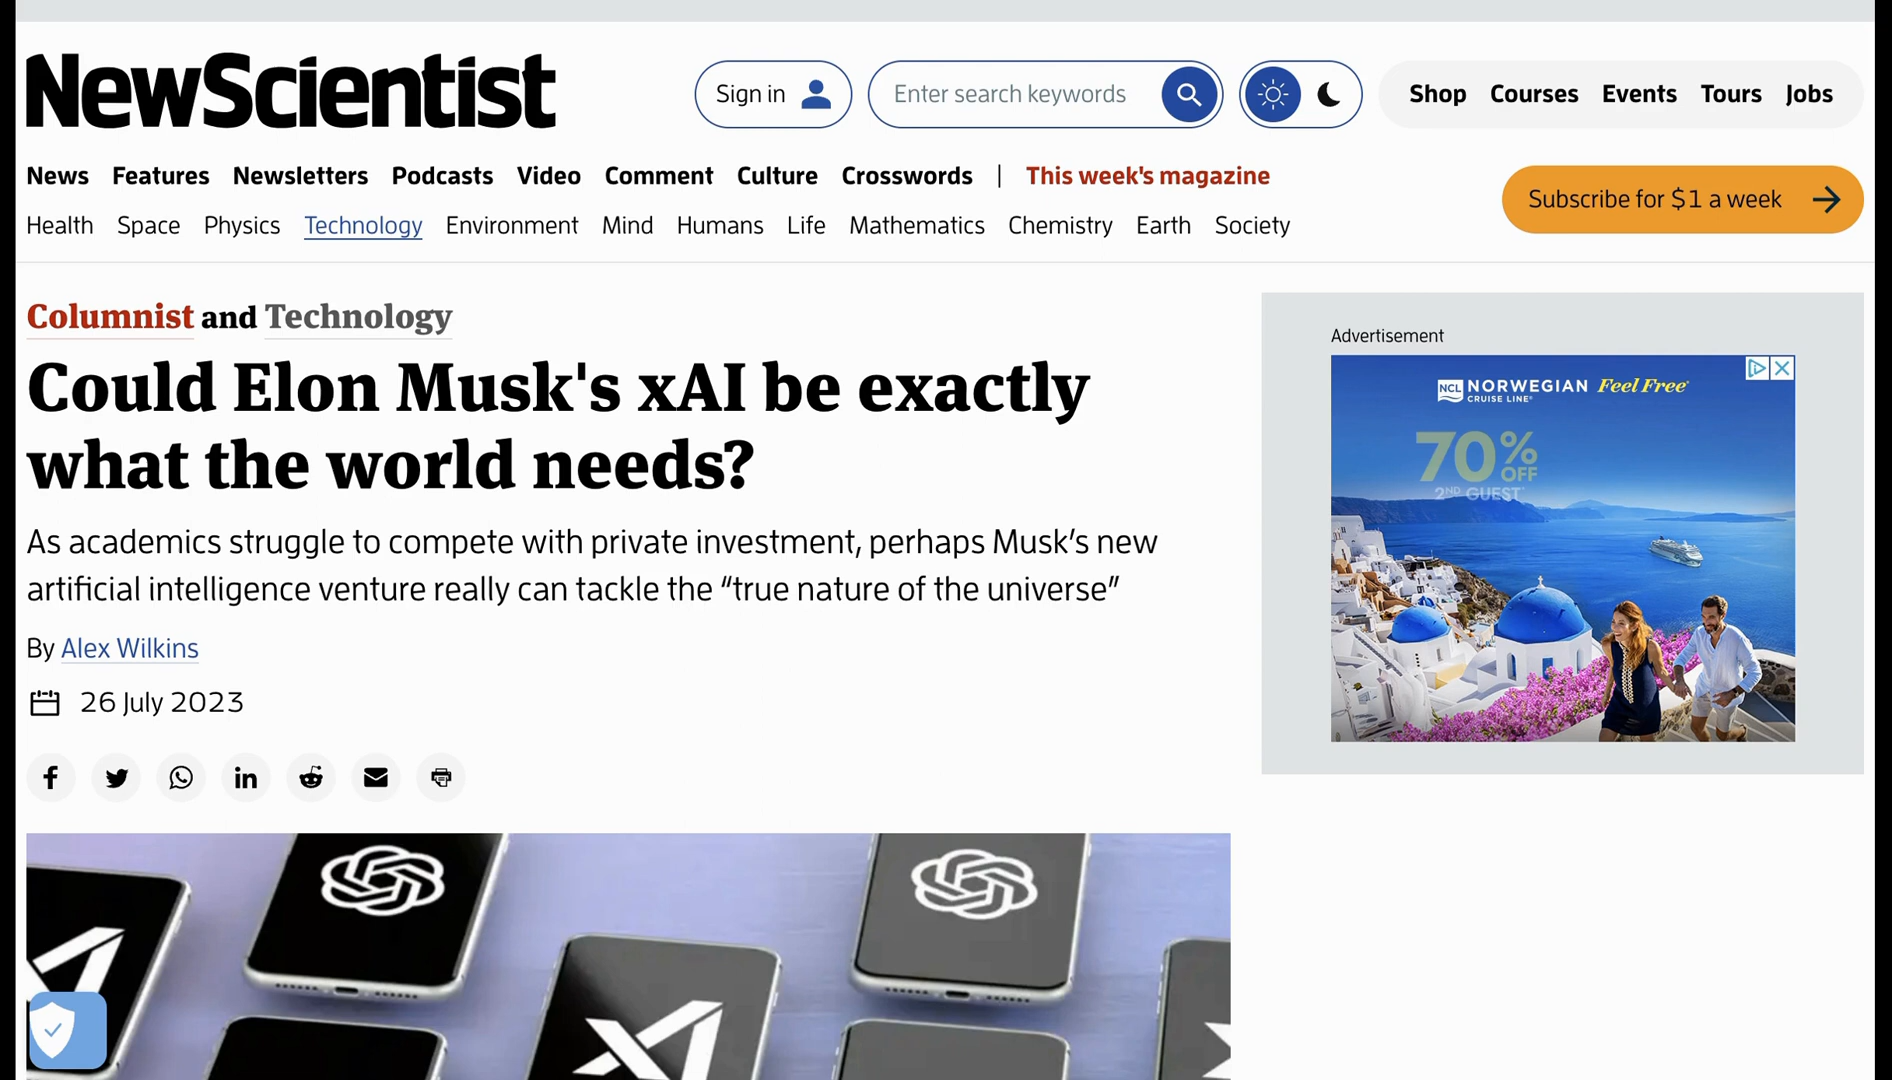 NewScientist
Sign in
Enter search keywords
Shop Courses Events Tours Jobs
News Features Newsletters Podcasts Video Comment Culture Crosswords | This week's magazine
Subscribe for $1 a week
Health Space Physics Technology Environment Mind Humans Life Mathematics Chemistry Earth Society
Columnist and Technology
Could Elon Musk's xAI be exactly
what the world needs?
As academics struggle to compete with private investment, perhaps Musk’s new
artificial intelligence venture really can tackle the “true nature of the universe”
By Alex Wilkins
26 July 2023
Advertisement
NCL NORWEGIAN Feel Free
CRUISE LINE®
70% OFF
2ND GUEST